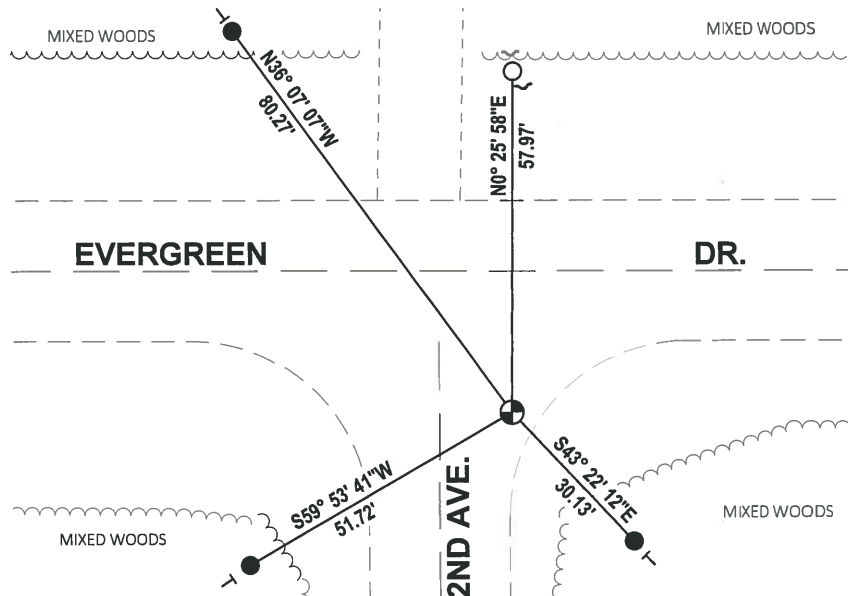 MIXED WOODS
MIXED WOODS
N36° 07' 07"W
80.27'
N0° 25' 58"E
57.97'
EVERGREEN
DR.
S59° 53' 41"W
51.72'
2ND AVE.
S43° 22' 12"E
30.13'
MIXED WOODS
MIXED WOODS